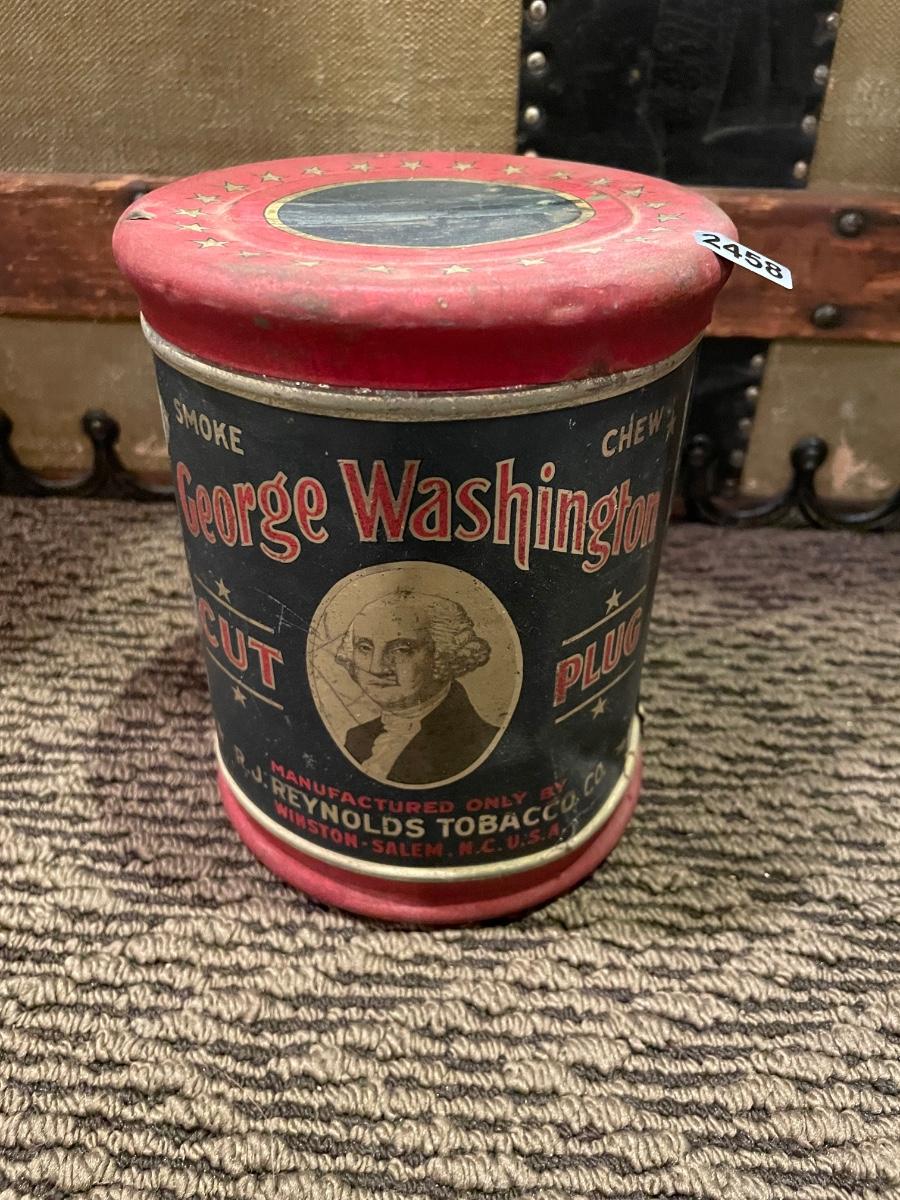 2458
SMOKE CHEW
George Washington
CUT PLUG
MANUFACTURED ONLY BY
R.J. REYNOLDS TOBACCO CO.
WINSTON-SALEM, N.C. U.S.A.